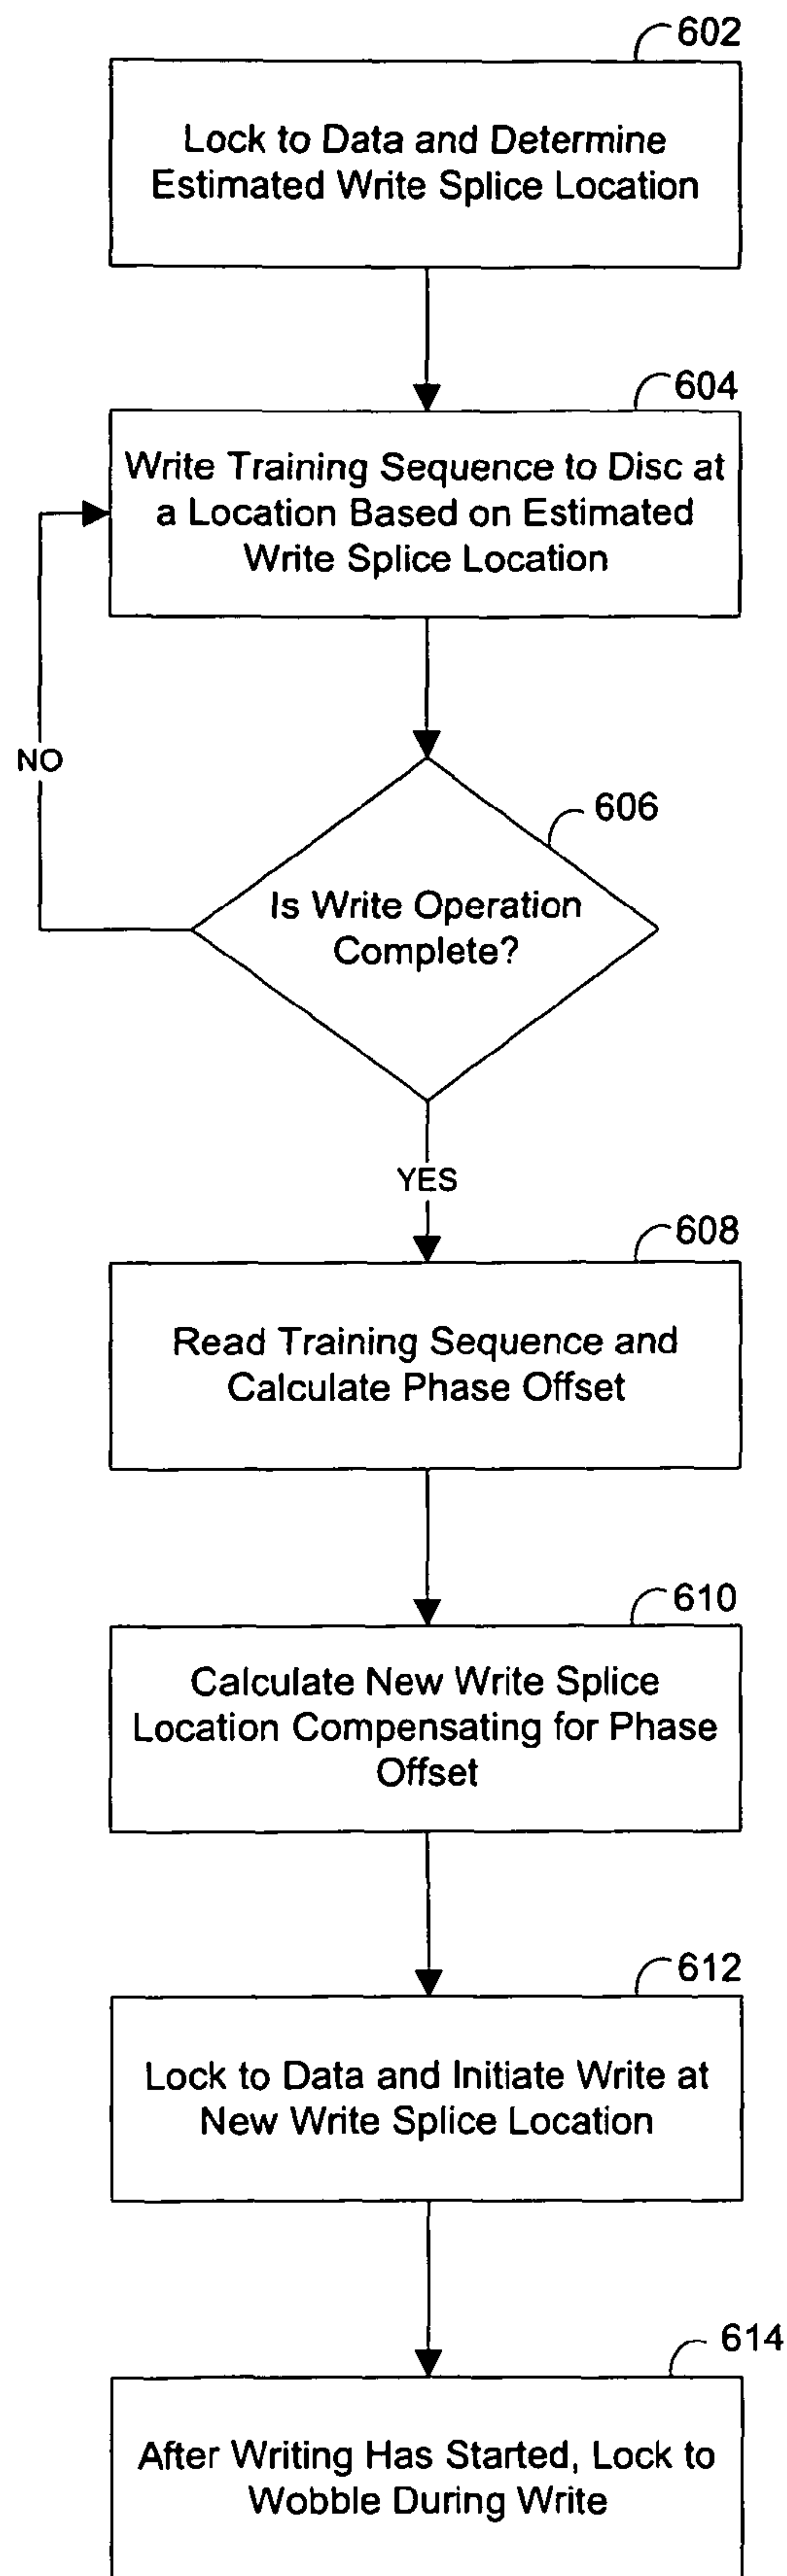 602
Lock to Data and Determine
Estimated Write Splice Location
604
Write Training Sequence to Disc at
a Location Based on Estimated
Write Splice Location
NO
606
Is Write Operation
Complete?
YES
608
Read Training Sequence and
Calculate Phase Offset
610
Calculate New Write Splice
Location Compensating for Phase
Offset
612
Lock to Data and Initiate Write at
New Write Splice Location
614
After Writing Has Started, Lock to
Wobble During Write